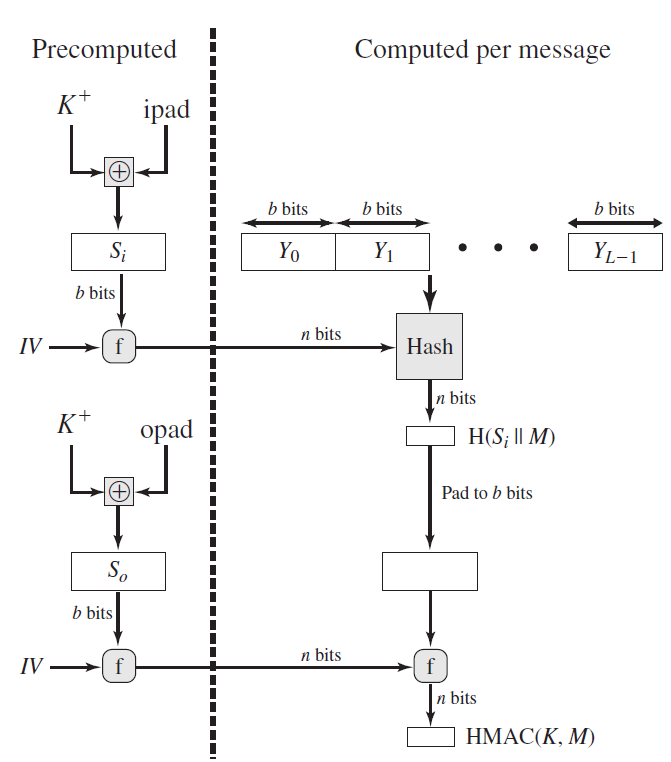 Precomputed
Computed per message
K⁺
ipad
⊕
b bits
b bits
b bits
Sᵢ
Y₀
Y₁
• • •
Y_L−1
b bits
IV
f
n bits
Hash
n bits
H(Sᵢ || M)
K⁺
opad
⊕
Pad to b bits
Sₒ
b bits
IV
f
n bits
f
n bits
HMAC(K, M)